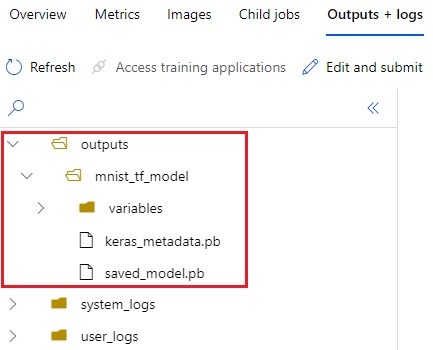 Overview Metrics Images Child jobs Outputs + logs
Refresh Access training applications Edit and submit
outputs
mnist_tf_model
variables
keras_metadata.pb
saved_model.pb
system_logs
user_logs